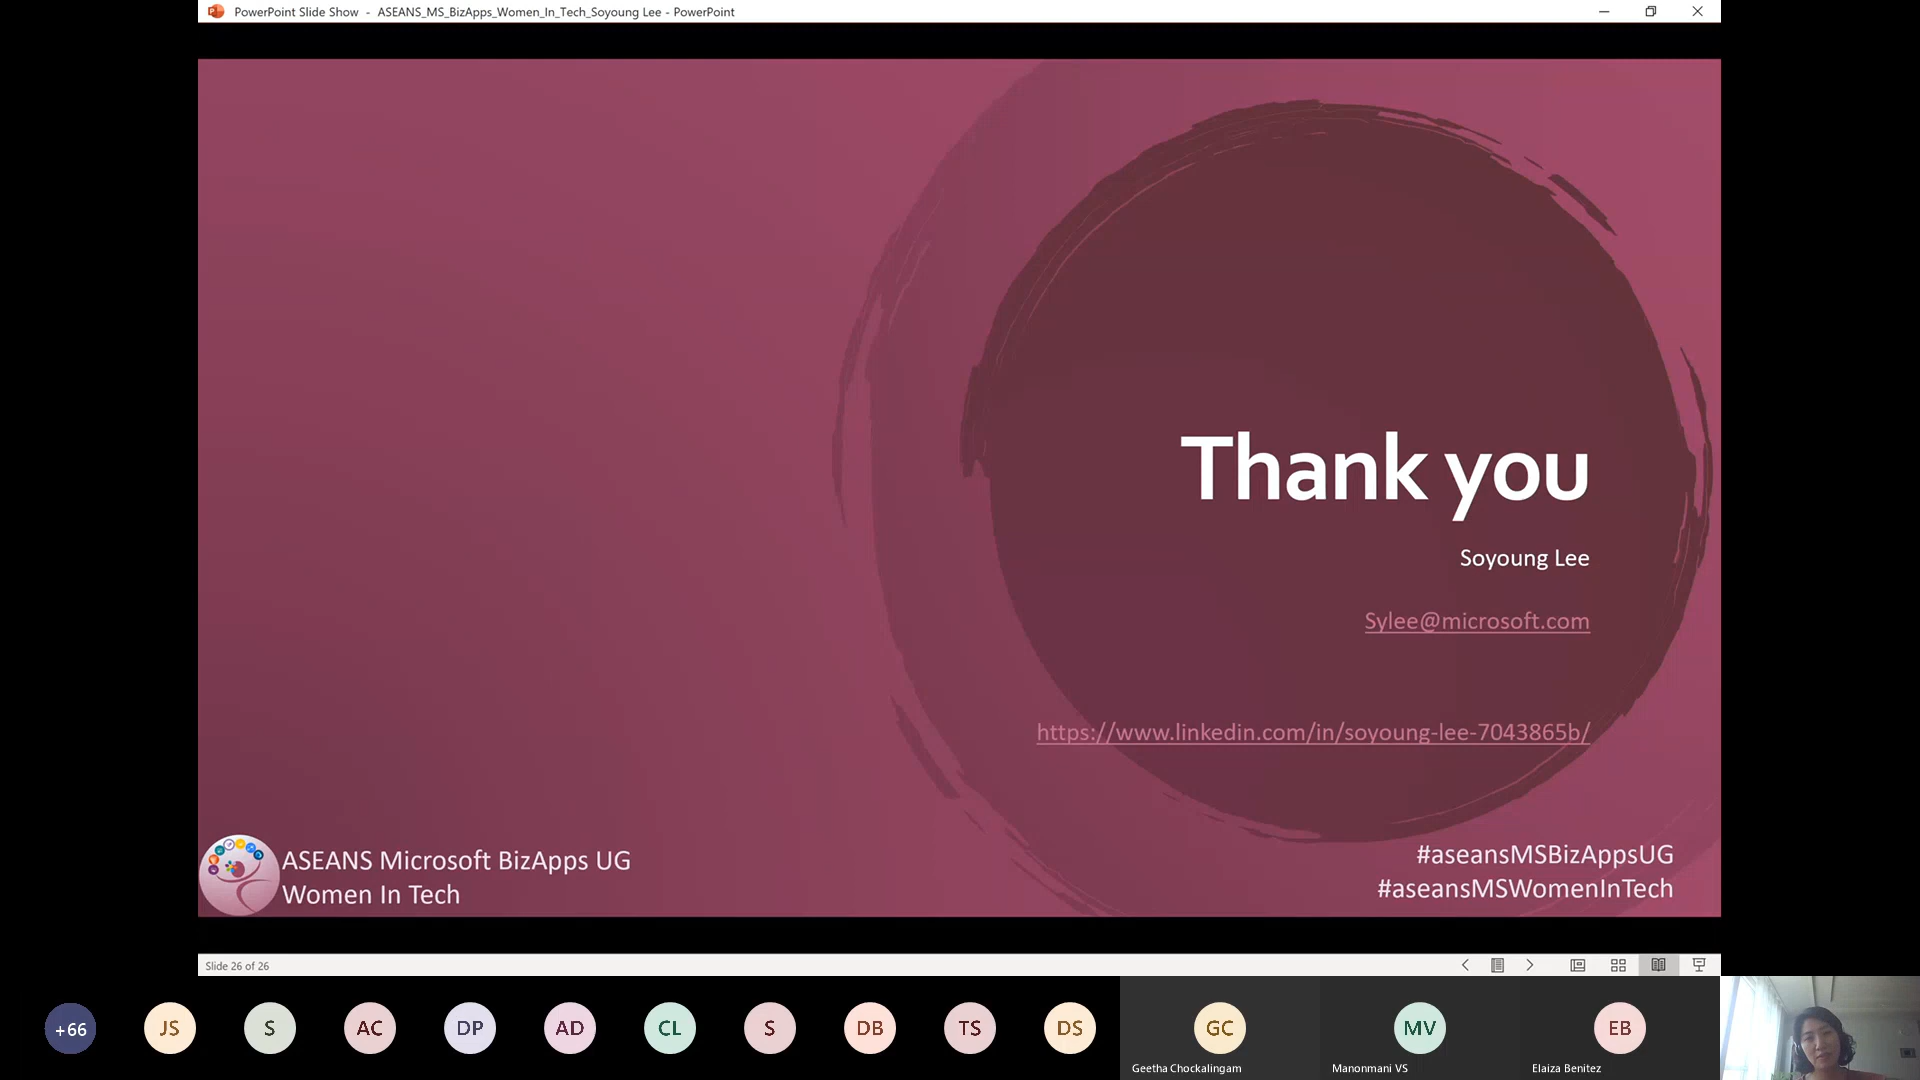 PowerPoint Slide Show - ASEANS_MS_BizApps_Women_In_Tech_Soyoung Lee - PowerPoint
Thank you
Soyoung Lee
Sylee@microsoft.com
https://www.linkedin.com/in/soyoung-lee-7043865b/
ASEANS Microsoft BizApps UG
Women In Tech
#aseansMSBizAppsUG
#aseansMSWomenInTech
Slide 26 of 26
+66
JS
S
AC
DP
AD
CL
S
DB
TS
DS
GC
MV
EB
Geetha Chockalingam
Manonmani VS
Elaiza Benitez